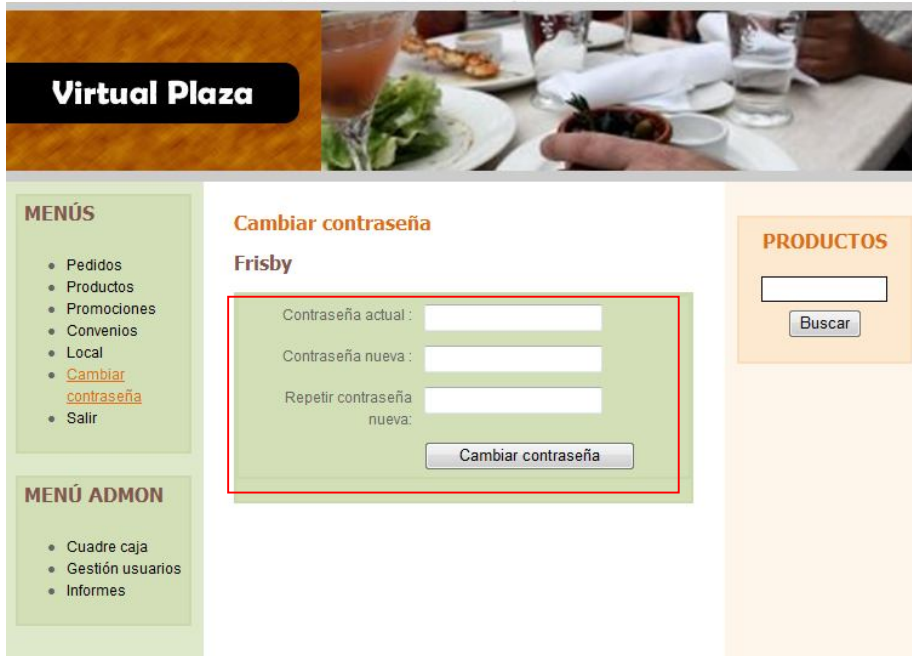 Virtual Plaza
MENÚS
Pedidos
Productos
Promociones
Convenios
Local
Cambiar
contraseña
Salir
MENÚ ADMON
Cuadre caja
Gestión usuarios
Informes
Cambiar contraseña
Frisby
Contraseña actual :
Contraseña nueva :
Repetir contraseña
nueva:
Cambiar contraseña
PRODUCTOS
Buscar